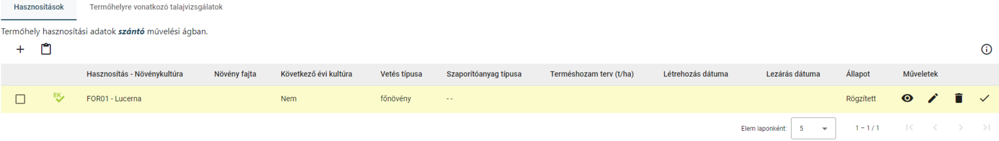 Hasznosítások Termőhelyre vonatkozó talajvizsgálatok
Termőhely hasznosítási adatok szántó művelési ágban.
Hasznosítás - Növénykultúra Növény fajta Következő évi kultúra Vetés típusa Szaporítóanyag típusa Terméshozam terv (t/ha) Létrehozás dátuma Lezárás dátuma Állapot Műveletek
EK FOR01 - Lucerna Nem főnövény - - Rögzített
Elem laponként: 5 1 – 1 / 1